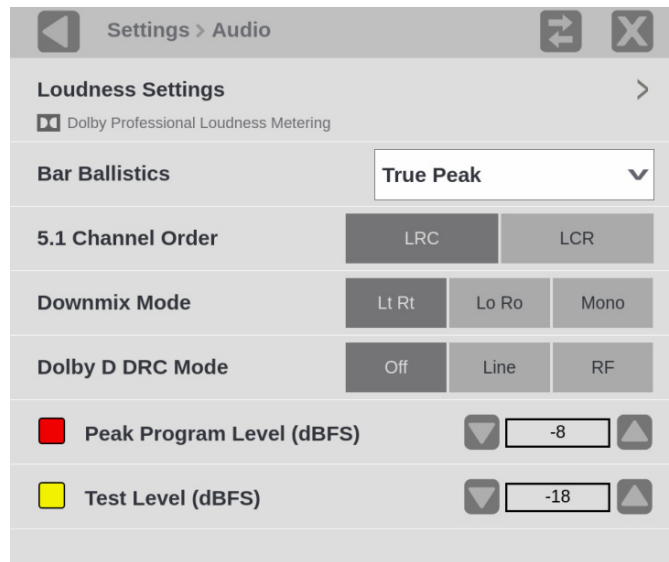 Settings > Audio
Loudness Settings >
Dolby Professional Loudness Metering
Bar Ballistics True Peak
5.1 Channel Order LRC LCR
Downmix Mode Lt Rt Lo Ro Mono
Dolby D DRC Mode Off Line RF
Peak Program Level (dBFS) -8
Test Level (dBFS) -18